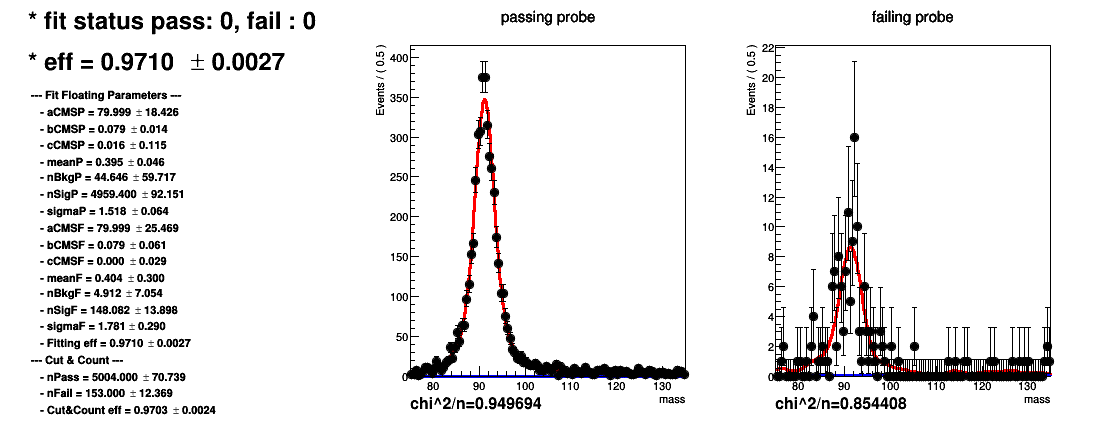 * fit status pass: 0, fail : 0
* eff = 0.9710 ± 0.0027
--- Fit Floating Parameters ---
- aCMSP = 79.999 ± 18.426
- bCMSP = 0.079 ± 0.014
- cCMSP = 0.016 ± 0.115
- meanP = 0.395 ± 0.046
- nBkgP = 44.646 ± 59.717
- nSigP = 4959.400 ± 92.151
- sigmaP = 1.518 ± 0.064
- aCMSF = 79.999 ± 25.469
- bCMSF = 0.079 ± 0.061
- cCMSF = 0.000 ± 0.029
- meanF = 0.404 ± 0.300
- nBkgF = 4.912 ± 7.054
- nSigF = 148.082 ± 13.898
- sigmaF = 1.781 ± 0.290
- Fitting eff = 0.9710 ± 0.0027
--- Cut & Count ---
- nPass = 5004.000 ± 70.739
- nFail = 153.000 ± 12.369
- Cut&Count eff = 0.9703 ± 0.0024
passing probe
Events / ( 0.5 )
400
350
300
250
200
150
100
50
0
80 90 100 110 120 130
mass
chi^2/n=0.949694
failing probe
Events / ( 0.5 )
22
20
18
16
14
12
10
8
6
4
2
0
80 90 100 110 120 130
mass
chi^2/n=0.854408